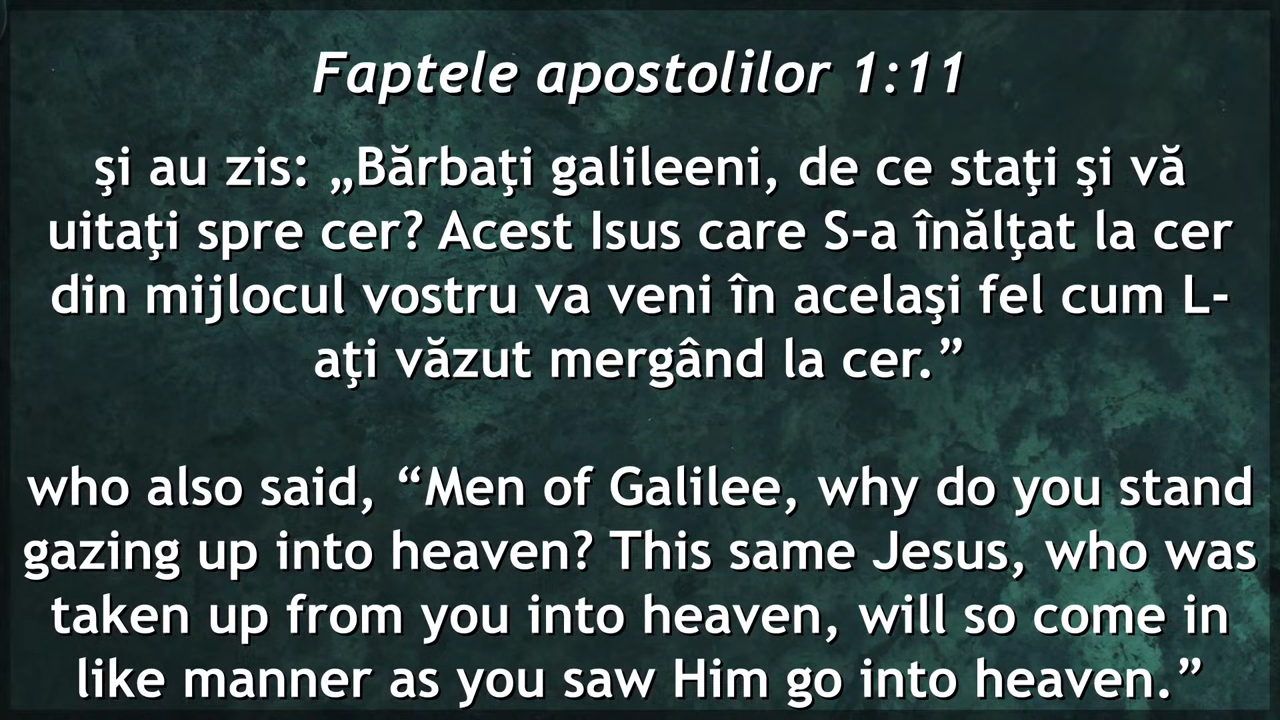 Faptele apostolilor 1:11
şi au zis: „Bărbaţi galileeni, de ce staţi şi vă
uitaţi spre cer? Acest Isus care S-a înălţat la cer
din mijlocul vostru va veni în acelaşi fel cum L-
aţi văzut mergând la cer.”
who also said, “Men of Galilee, why do you stand
gazing up into heaven? This same Jesus, who was
taken up from you into heaven, will so come in
like manner as you saw Him go into heaven.”